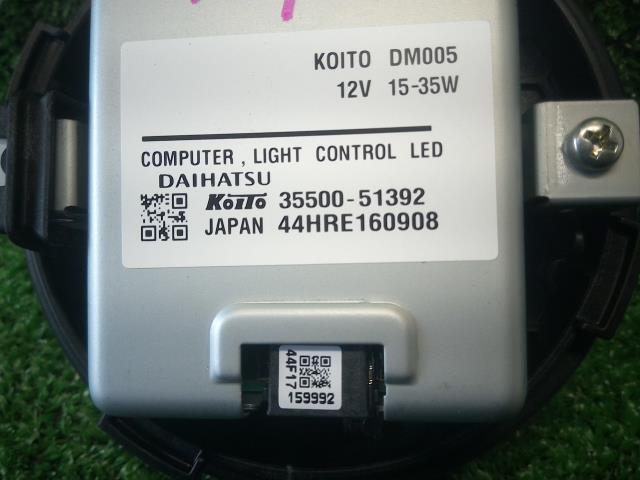 KOITO DM005
12V 15-35W
COMPUTER, LIGHT CONTROL LED
DAIHATSU
KOITO 35500-51392
JAPAN 44HRE160908
44F17
159992